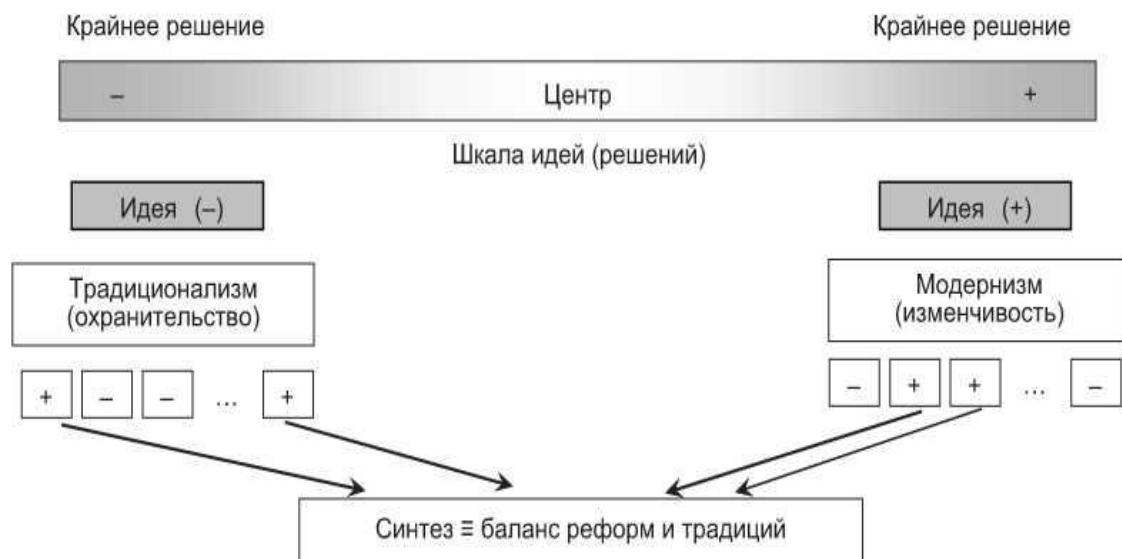 Крайнее решение Крайнее решение
– Центр +
Шкала идей (решений)
Идея (–) Идея (+)
Традиционализм
(охранительство)
Модернизм
(изменчивость)
+ – – … + – + + … –
Синтез ≡ баланс реформ и традиций